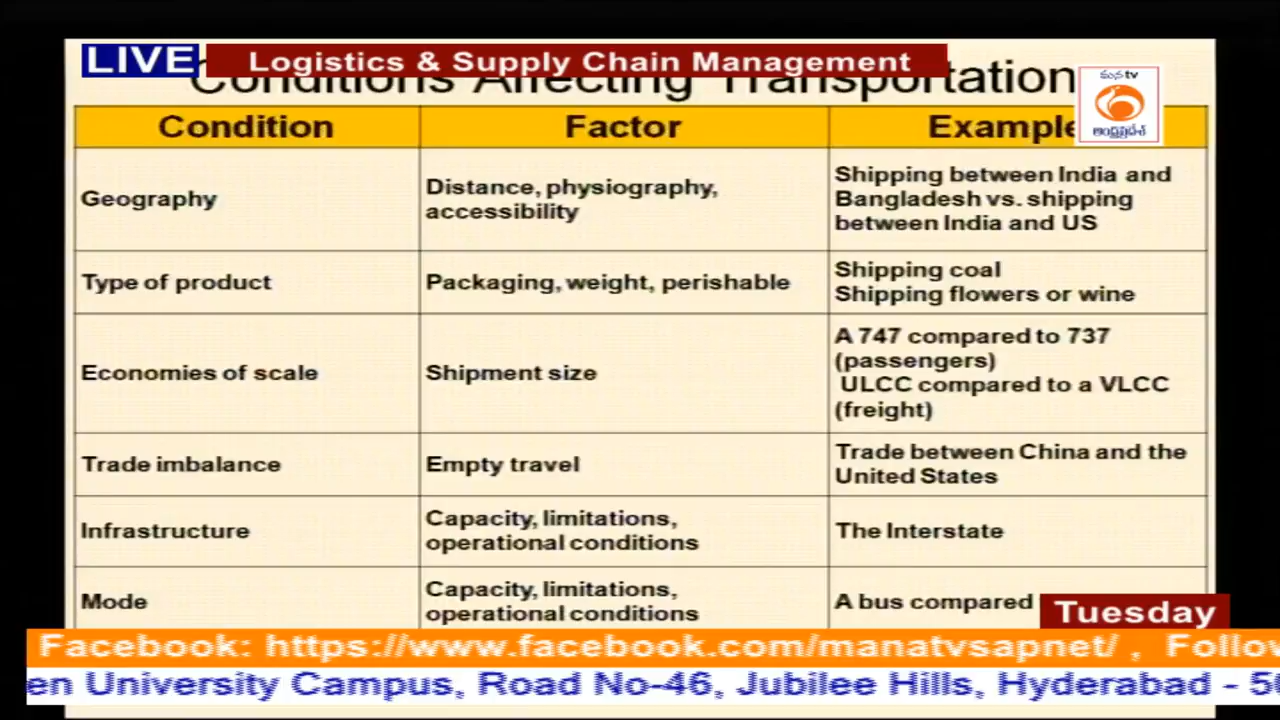 LIVE
Logistics & Supply Chain Management
Conditions Affecting Transportation
మన tv
ఆంధ్రప్రదేశ్
Condition
Factor
Example
Geography
Distance, physiography,
accessibility
Shipping between India and
Bangladesh vs. shipping
between India and US
Type of product
Packaging, weight, perishable
Shipping coal
Shipping flowers or wine
Economies of scale
Shipment size
A 747 compared to 737
(passengers)
ULCC compared to a VLCC
(freight)
Trade imbalance
Empty travel
Trade between China and the
United States
Infrastructure
Capacity, limitations,
operational conditions
The Interstate
Mode
Capacity, limitations,
operational conditions
A bus compared
Tuesday
Facebook: https://www.facebook.com/manatvsapnet/ , Follow
en University Campus, Road No-46, Jubilee Hills, Hyderabad - 50